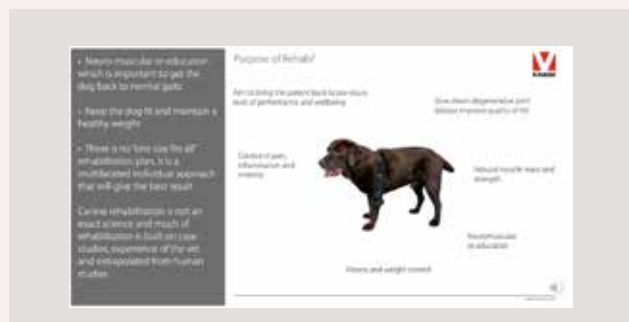 • Neuro-muscular re-education
which is important to get the
dog back to normal gaits
• Keep the dog fit and maintain a
healthy weight
• There is no 'one size fits all'
rehabilitation plan, it is a
multifaceted individual approach
that will give the best result
Canine rehabilitation is not an
exact science and much of
rehabilitation is built on case
studies, experience of the vet
and extrapolated from human
studies
Purpose of Rehab?
Aim to bring the patient back to pre-injury
level of performance and wellbeing
Slow down degenerative joint
disease improve quality of life
Control of pain,
inflammation and
Rebuild muscle mass and
strength
Neuromuscular
re-education
Fitness and weight control